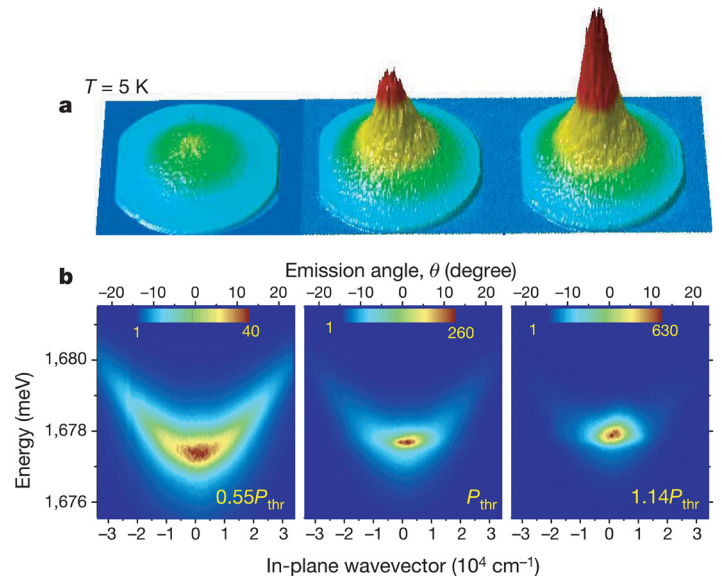 T = 5 K
a
b
Emission angle, θ (degree)
−20 −10 0 10 20 −20 −10 0 10 20 −20 −10 0 10 20
1 40 1 260 1 630
1,680
1,678
1,676
Energy (meV)
0.55Pthr Pthr 1.14Pthr
−3 −2 −1 0 1 2 3 −3 −2 −1 0 1 2 3 −3 −2 −1 0 1 2 3
In-plane wavevector (10⁴ cm⁻¹)